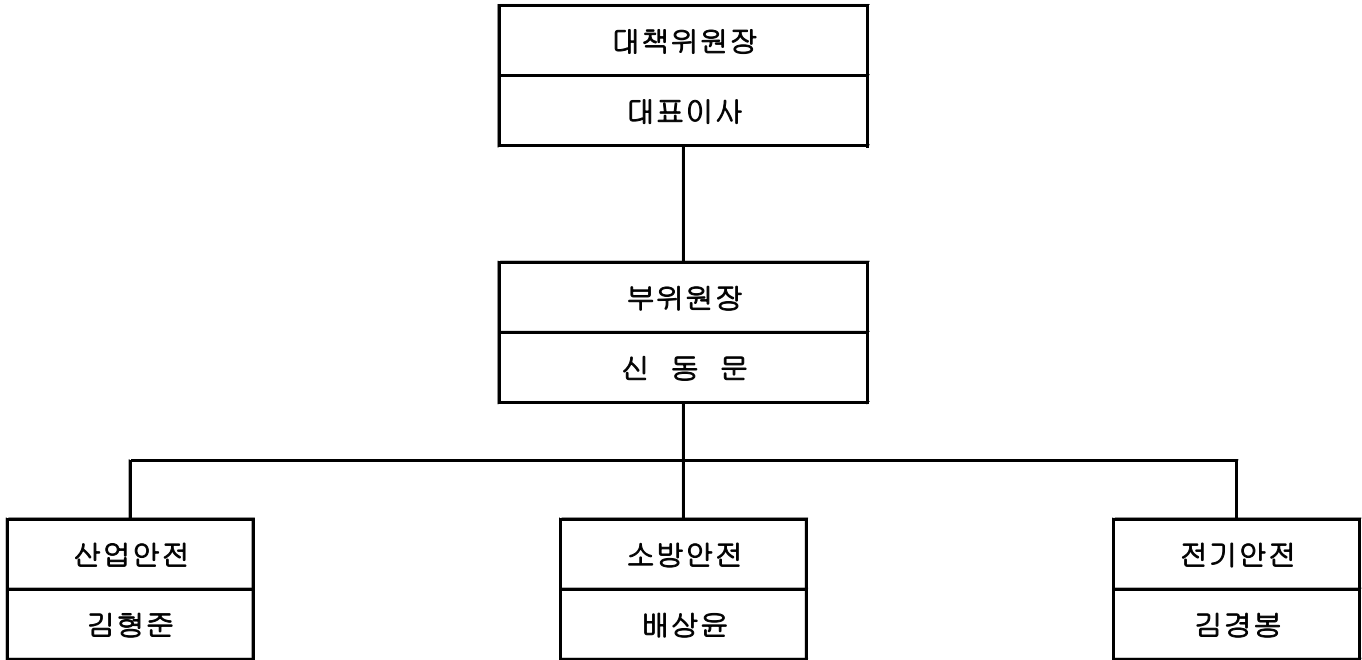 대책위원장
대표이사
부위원장
신 동 문
산업안전
김형준
소방안전
배상윤
전기안전
김경봉